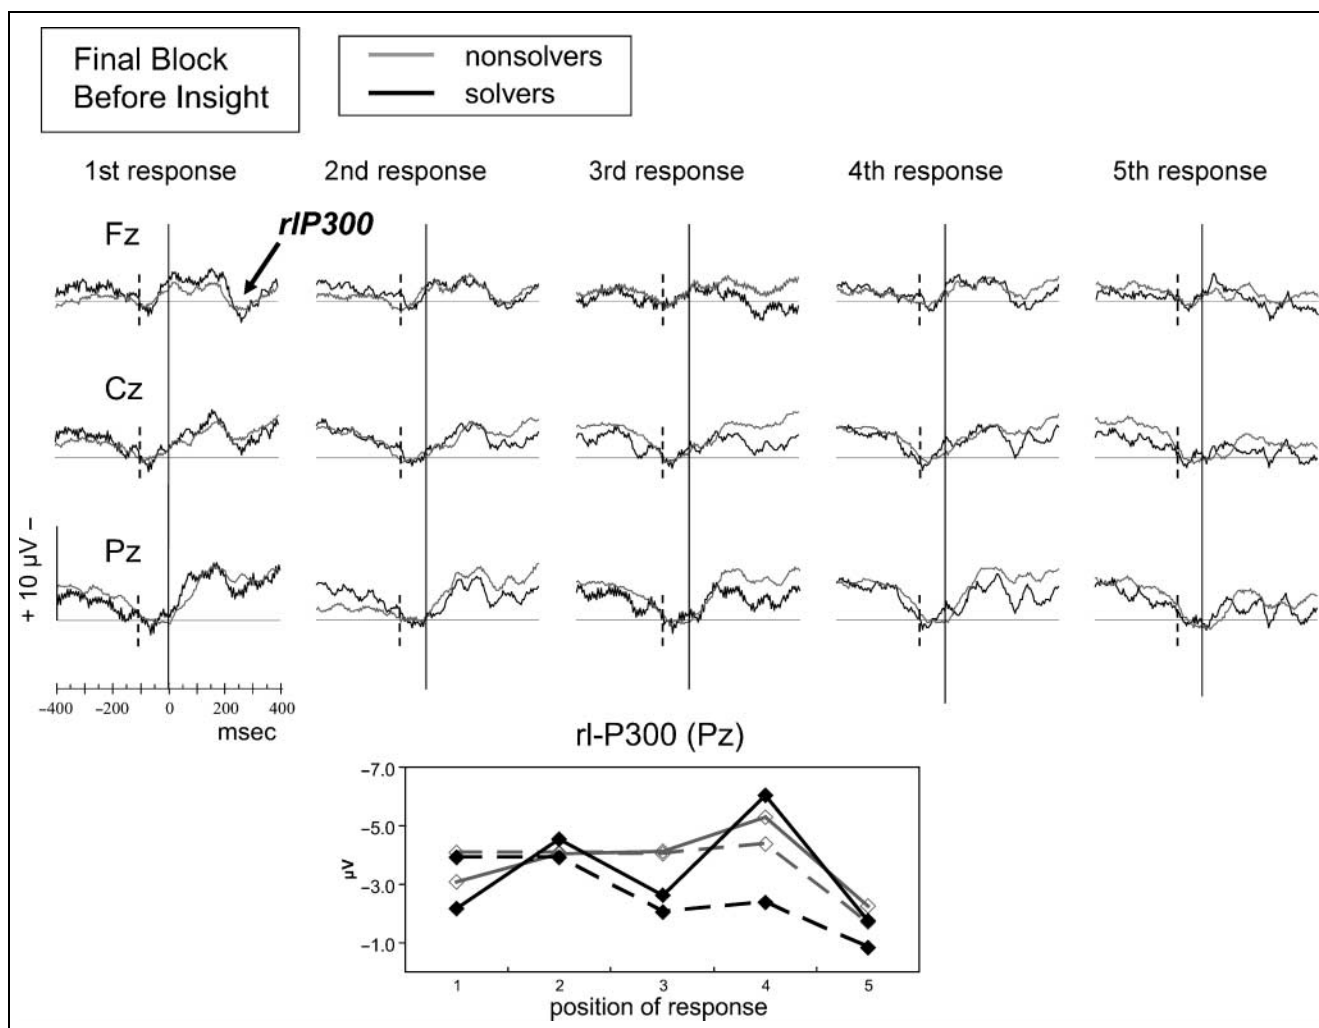 Final Block
Before Insight
nonsolvers
solvers
1st response
2nd response
3rd response
4th response
5th response
Fz
rlP300
Cz
Pz
+ 10 µV –
–400 –200 0 200 400
msec
rl-P300 (Pz)
–7.0
–5.0
µV
–3.0
–1.0
1 2 3 4 5
position of response